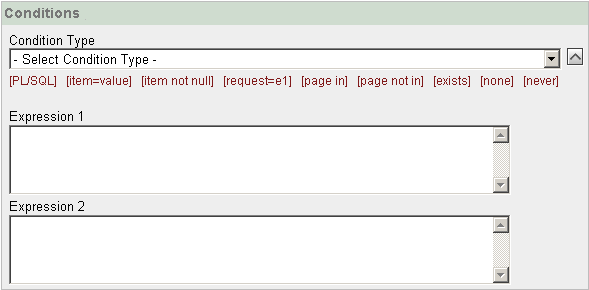 Conditions
Condition Type
- Select Condition Type -
[PL/SQL] [item=value] [item not null] [request=e1] [page in] [page not in] [exists] [none] [never]
Expression 1
Expression 2